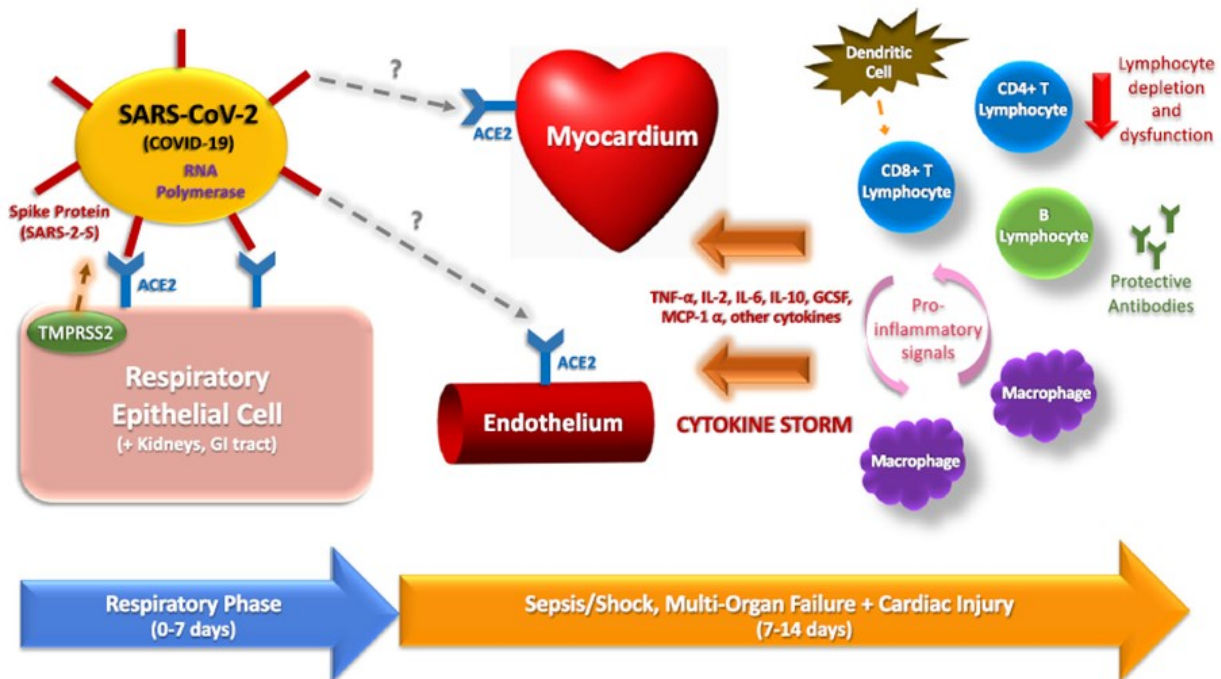 SARS-CoV-2
(COVID-19)
RNA
Polymerase
Spike Protein
(SARS-2-S)
ACE2
TMPRSS2
Respiratory
Epithelial Cell
(+ Kidneys, GI tract)
?
?
ACE2
Myocardium
ACE2
Endothelium
TNF-α, IL-2, IL-6, IL-10, GCSF,
MCP-1 α, other cytokines
CYTOKINE STORM
Dendritic
Cell
CD4+ T
Lymphocyte
Lymphocyte
depletion
and
dysfunction
CD8+ T
Lymphocyte
B
Lymphocyte
Protective
Antibodies
Pro-
inflammatory
signals
Macrophage
Macrophage
Respiratory Phase
(0-7 days)
Sepsis/Shock, Multi-Organ Failure + Cardiac Injury
(7-14 days)